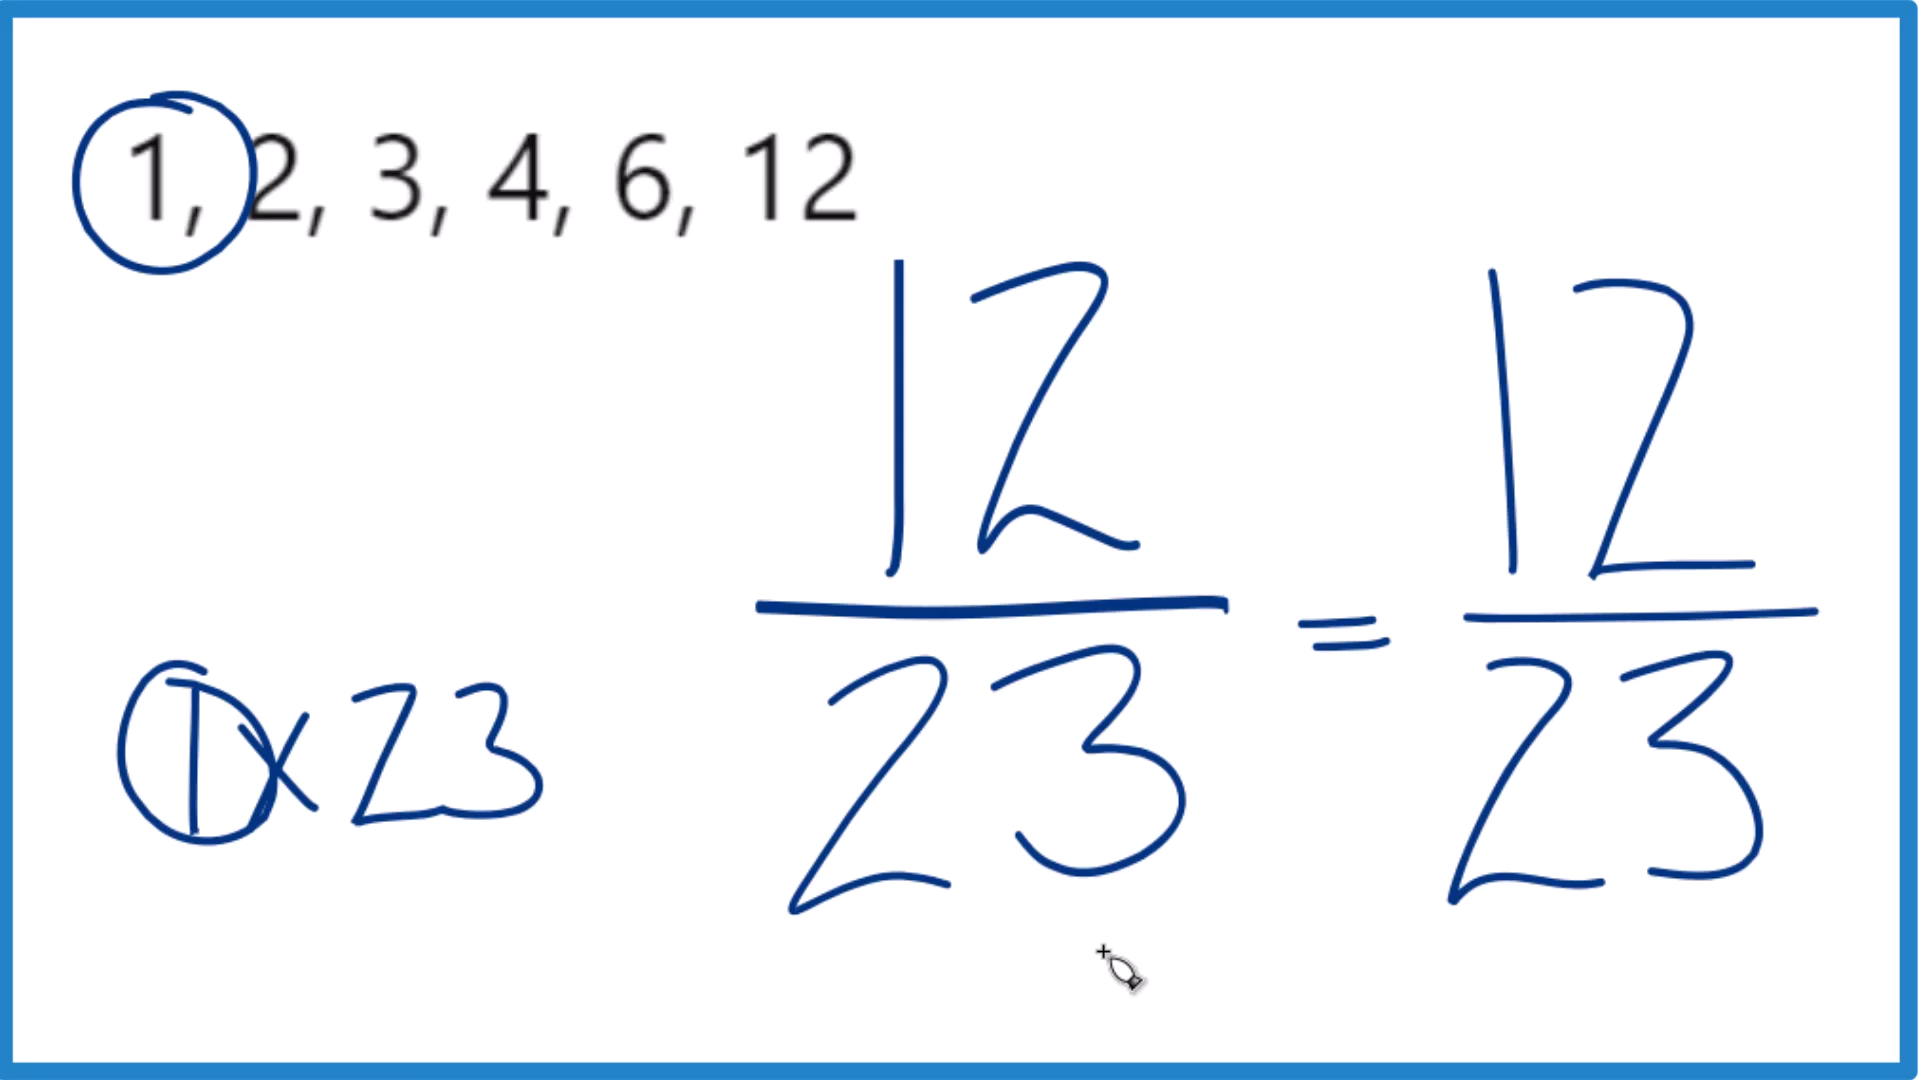 1, 2, 3, 4, 6, 12
12 12
— = —
23 23
1 x 23